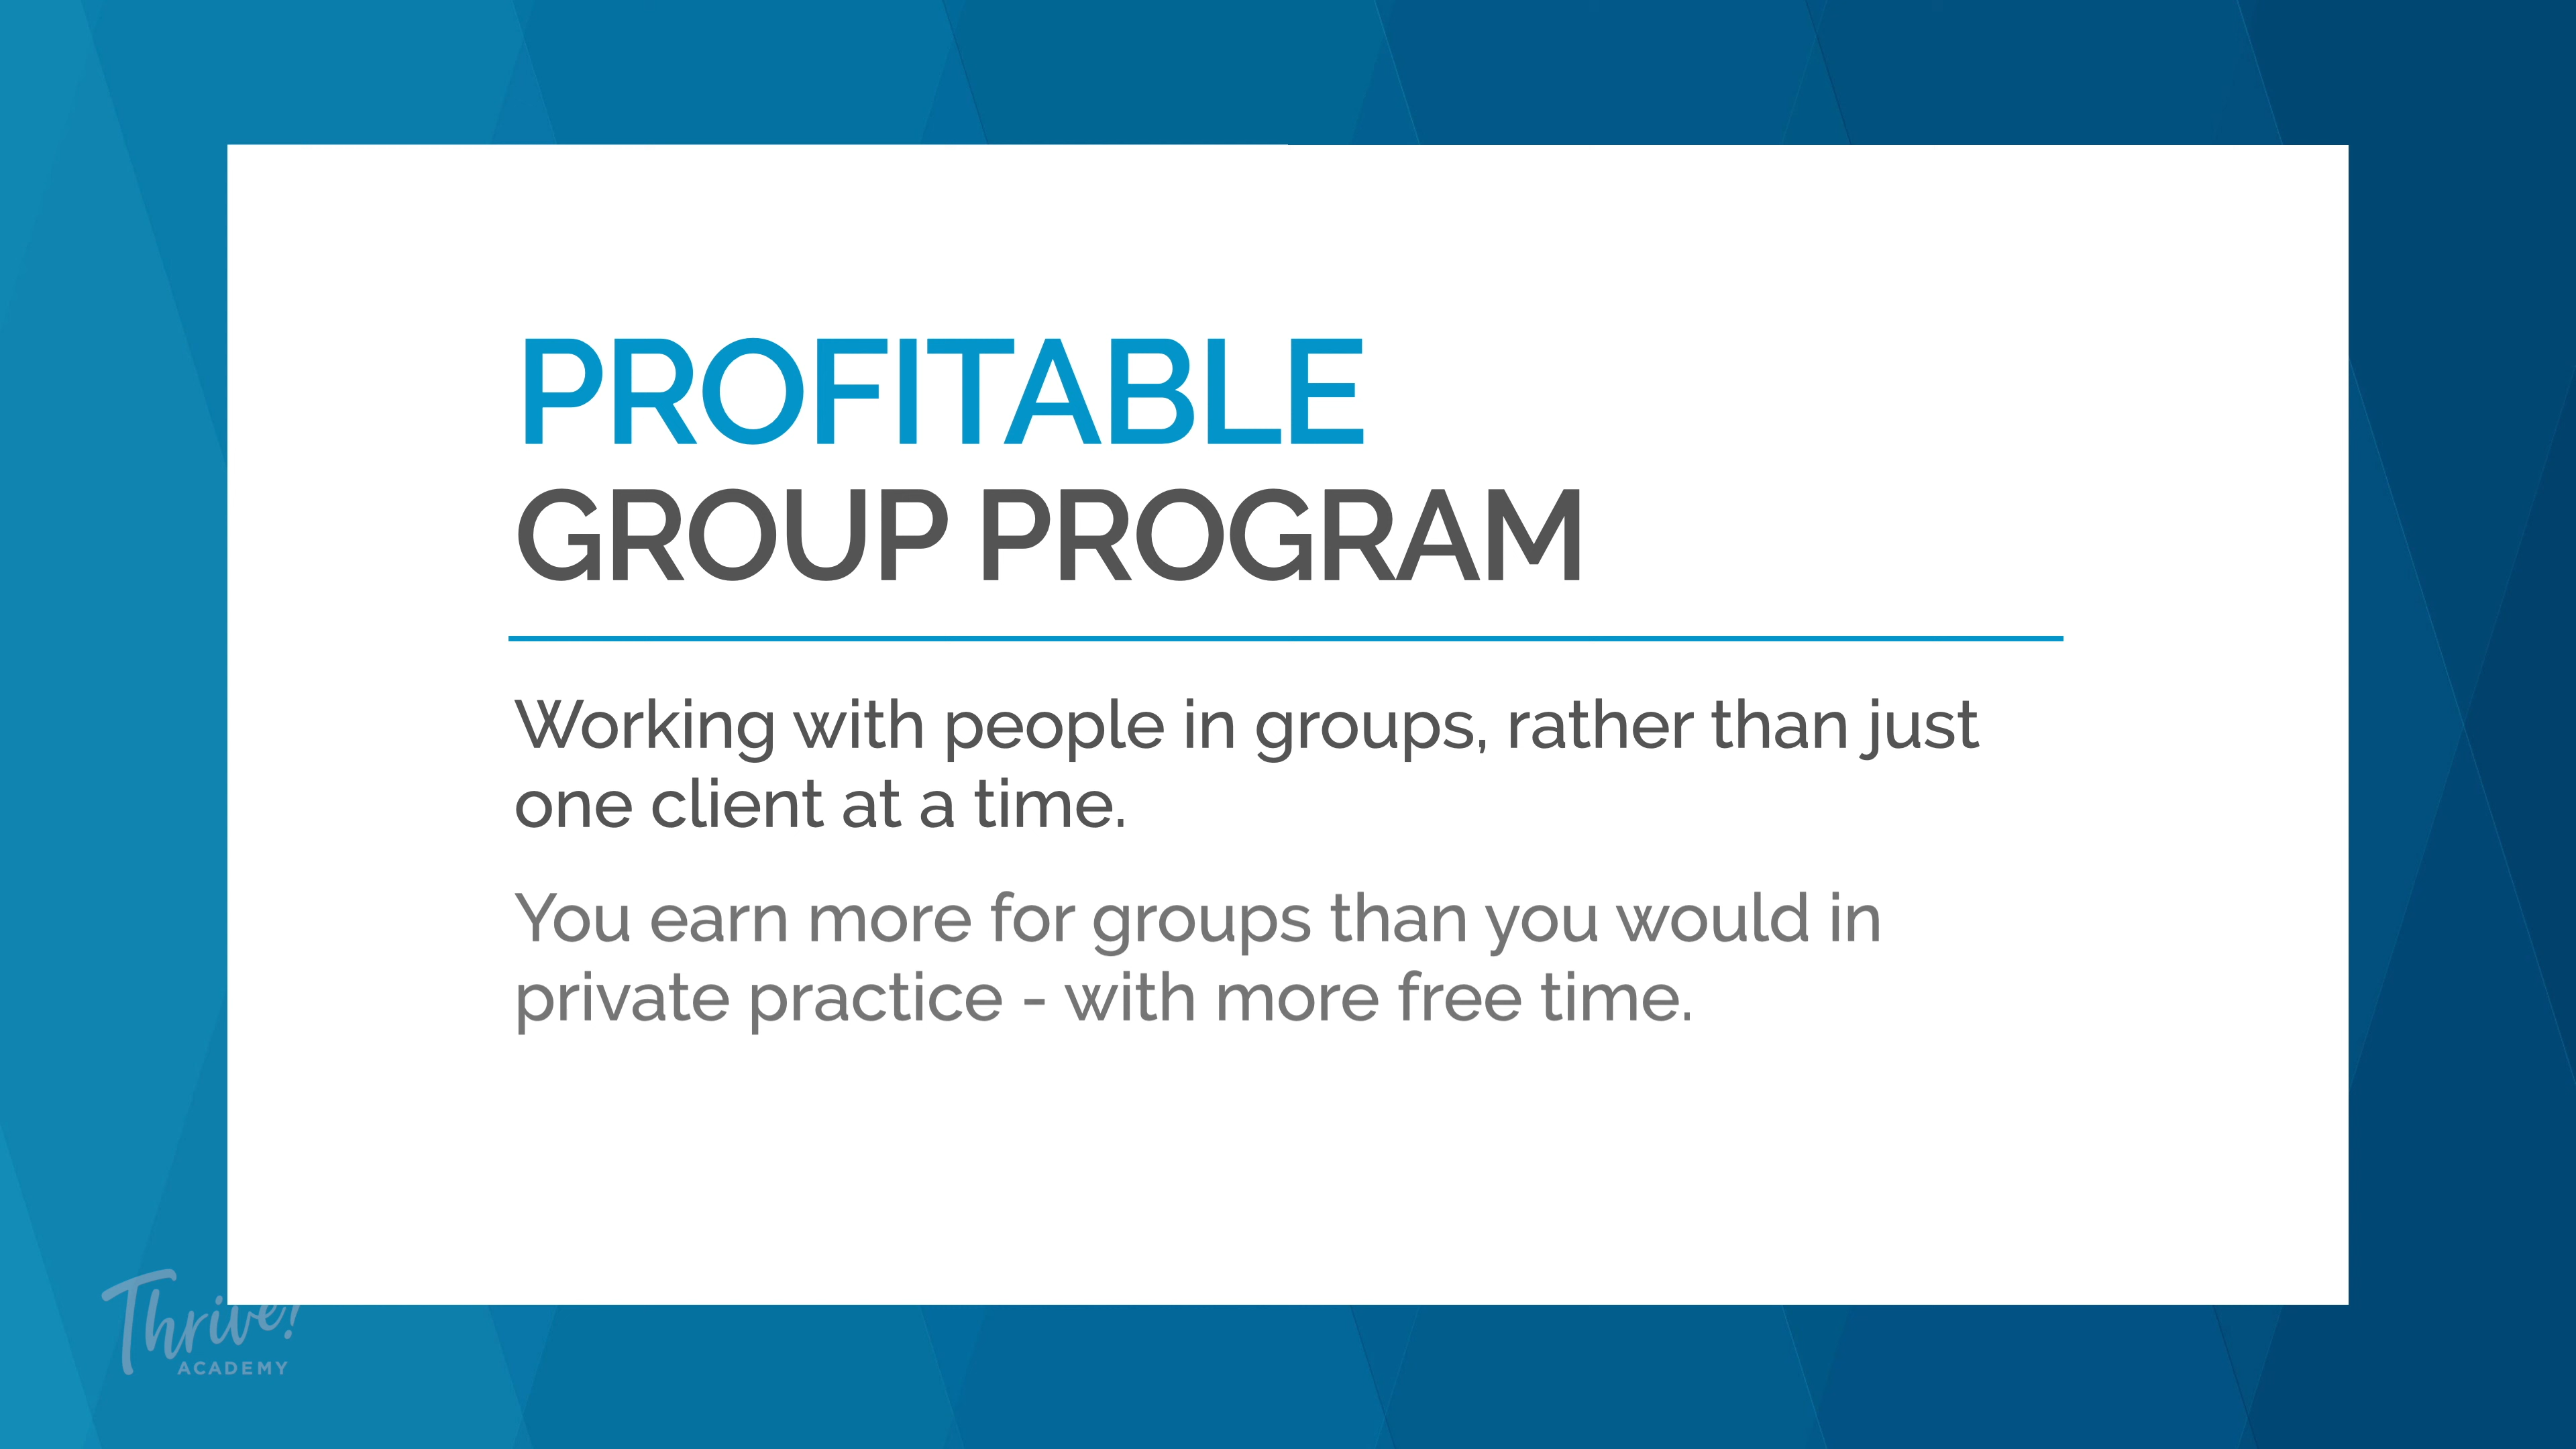 PROFITABLE
GROUP PROGRAM
Working with people in groups, rather than just
one client at a time.
You earn more for groups than you would in
private practice - with more free time.
Thrive!
ACADEMY